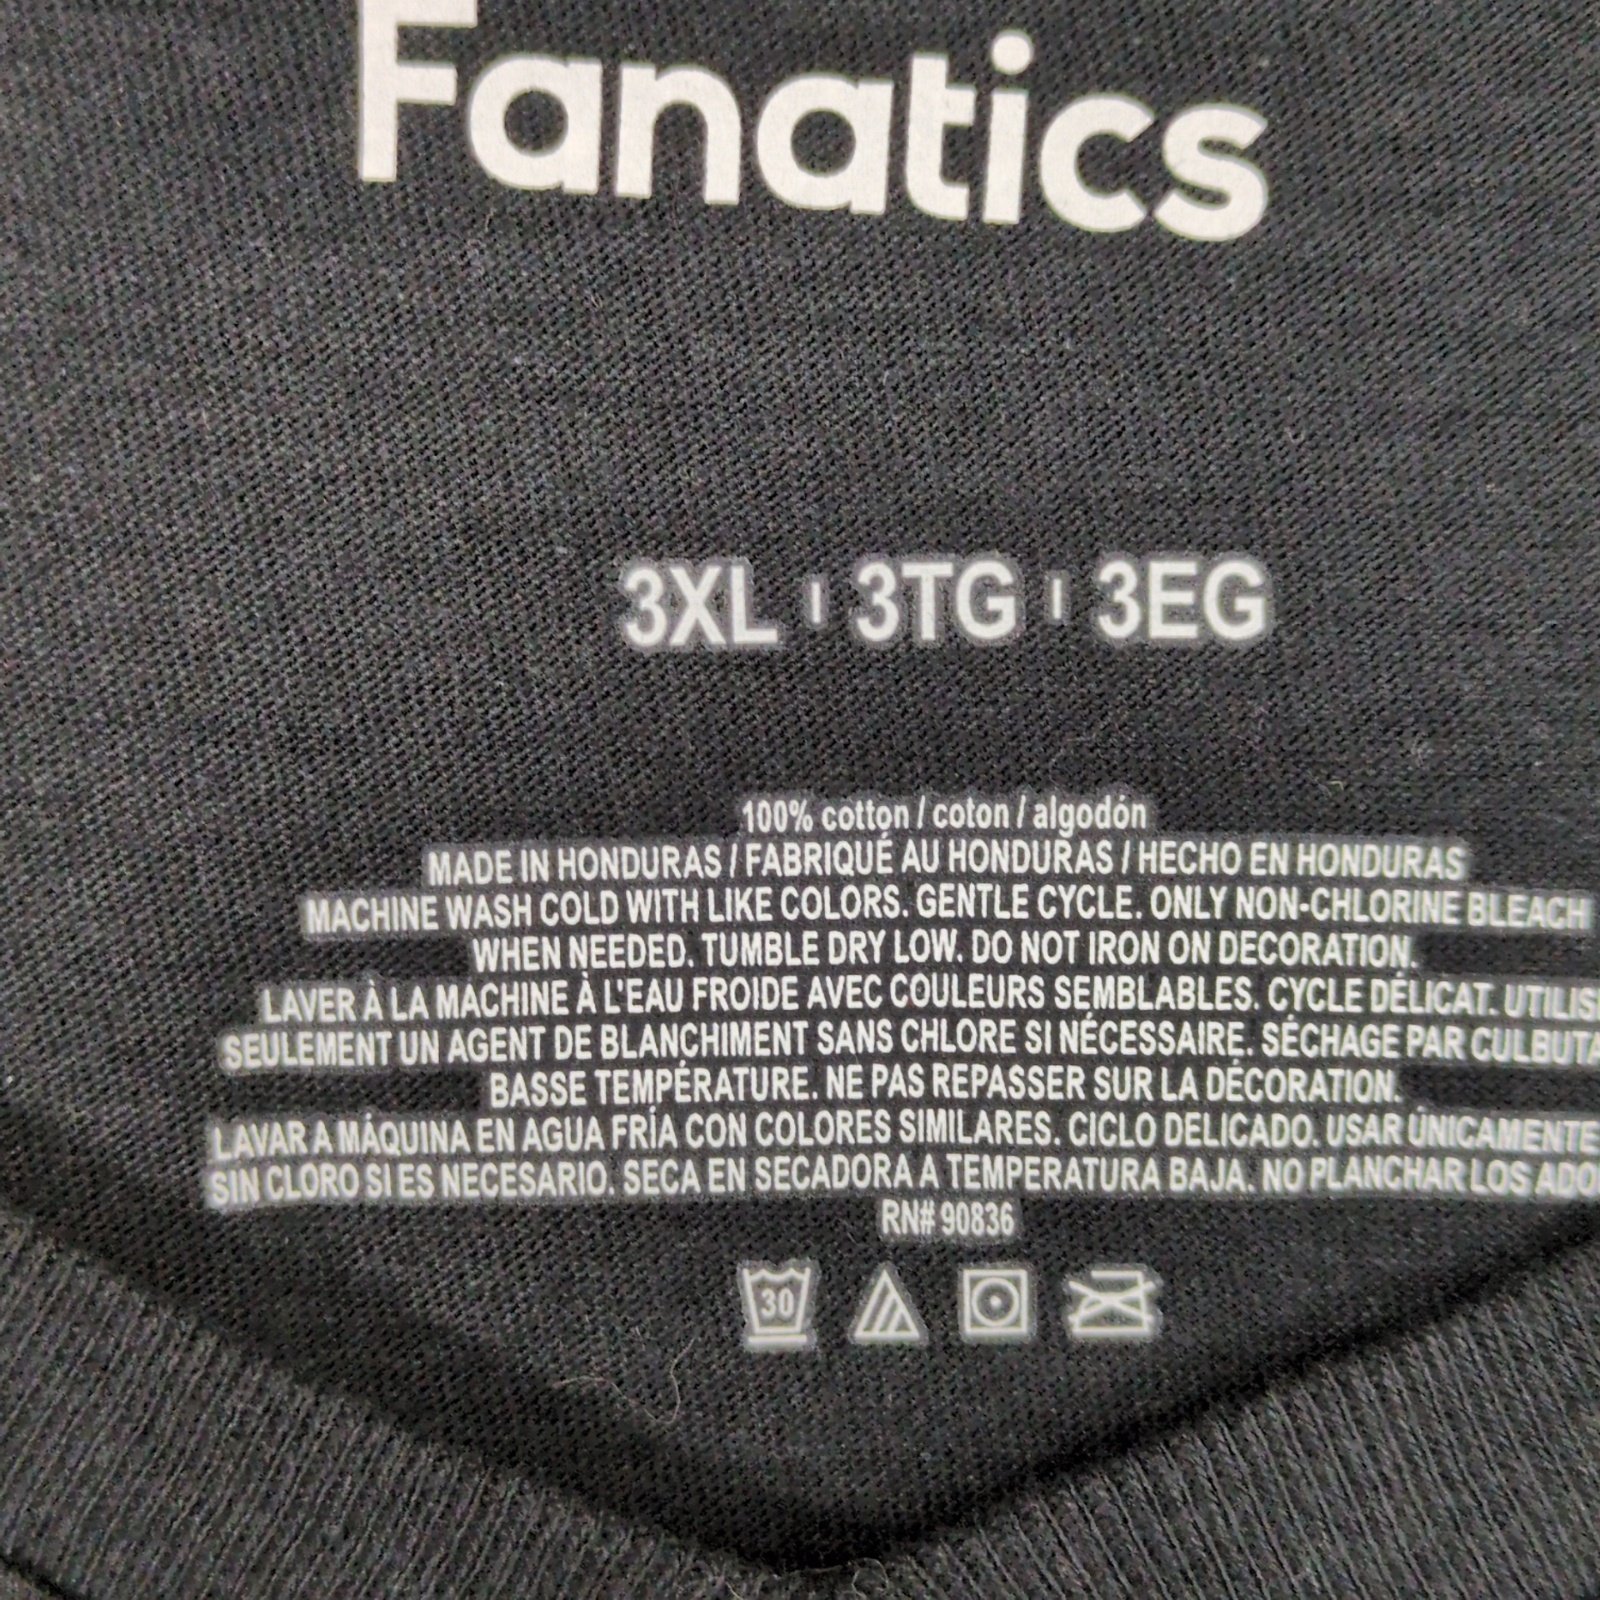 Fanatics
3XL I 3TG I 3EG
100% cotton / coton / algodón
MADE IN HONDURAS / FABRIQUÉ AU HONDURAS / HECHO EN HONDURAS
MACHINE WASH COLD WITH LIKE COLORS. GENTLE CYCLE. ONLY NON-CHLORINE BLEACH
WHEN NEEDED. TUMBLE DRY LOW. DO NOT IRON ON DECORATION.
LAVER À LA MACHINE À L'EAU FROIDE AVEC COULEURS SEMBLABLES. CYCLE DÉLICAT.
SEULEMENT UN AGENT DE BLANCHIMENT SANS CHLORE SI NÉCESSAIRE. SÉCHAGE PAR
BASSE TEMPÉRATURE. NE PAS REPASSER SUR LA DÉCORATION.
LAVAR A MÁQUINA EN AGUA FRÍA CON COLORES SIMILARES. CICLO DELICADO. USAR ÚNICAMENTE
SIN CLORO SI ES NECESARIO. SECA EN SECADORA A TEMPERATURA BAJA. NO PLANCHAR LOS
RN# 90836
30